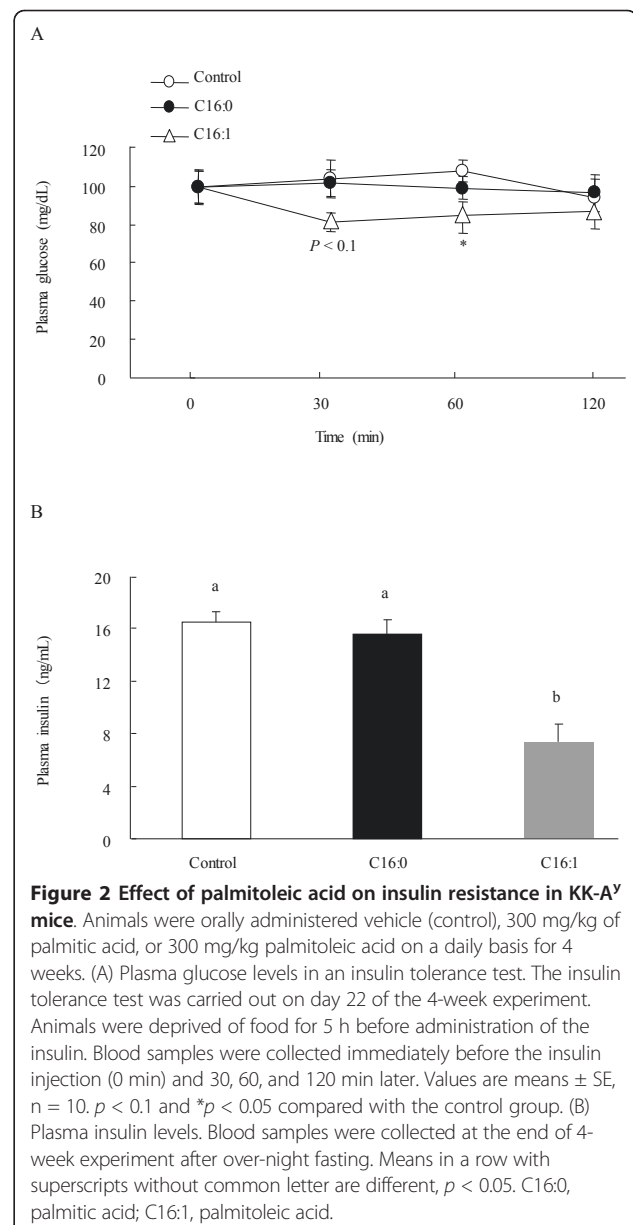 A
Control
C16:0
C16:1
120
100
80
60
40
20
0
Plasma glucose (mg/dL)
P < 0.1
*
0 30 60 120
Time (min)
B
20
16
12
8
4
0
Plasma insulin (ng/mL)
a
a
b
Control C16:0 C16:1
Figure 2 Effect of palmitoleic acid on insulin resistance in KK-Aʸ
mice. Animals were orally administered vehicle (control), 300 mg/kg of
palmitic acid, or 300 mg/kg palmitoleic acid on a daily basis for 4
weeks. (A) Plasma glucose levels in an insulin tolerance test. The insulin
tolerance test was carried out on day 22 of the 4-week experiment.
Animals were deprived of food for 5 h before administration of the
insulin. Blood samples were collected immediately before the insulin
injection (0 min) and 30, 60, and 120 min later. Values are means ± SE,
n = 10. p < 0.1 and *p < 0.05 compared with the control group. (B)
Plasma insulin levels. Blood samples were collected at the end of 4-
week experiment after over-night fasting. Means in a row with
superscripts without common letter are different, p < 0.05. C16:0,
palmitic acid; C16:1, palmitoleic acid.